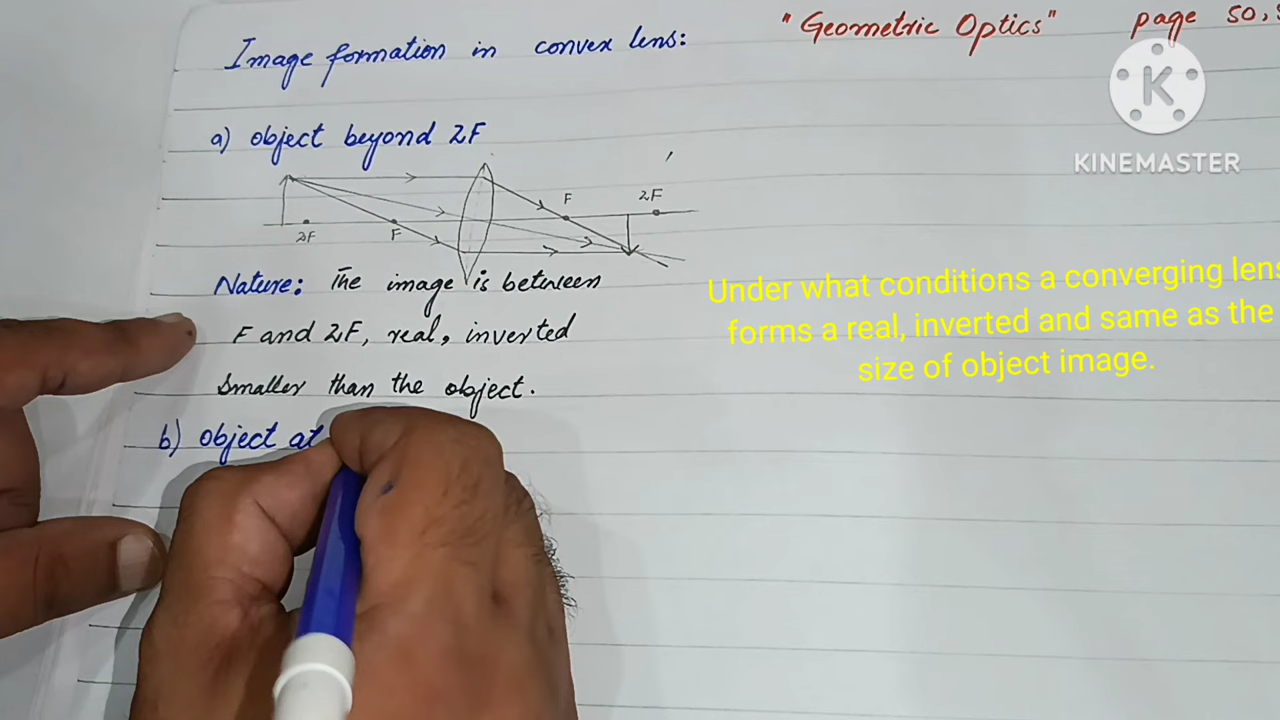 "Geometric Optics" page 50,
Image formation in convex lens:
KINEMASTER
a) object beyond 2F
F
2F
2F
F
Nature: The image is between
F and 2F, real, inverted
smaller than the object.
b) object at
Under what conditions a converging lens
forms a real, inverted and same as the
size of object image.